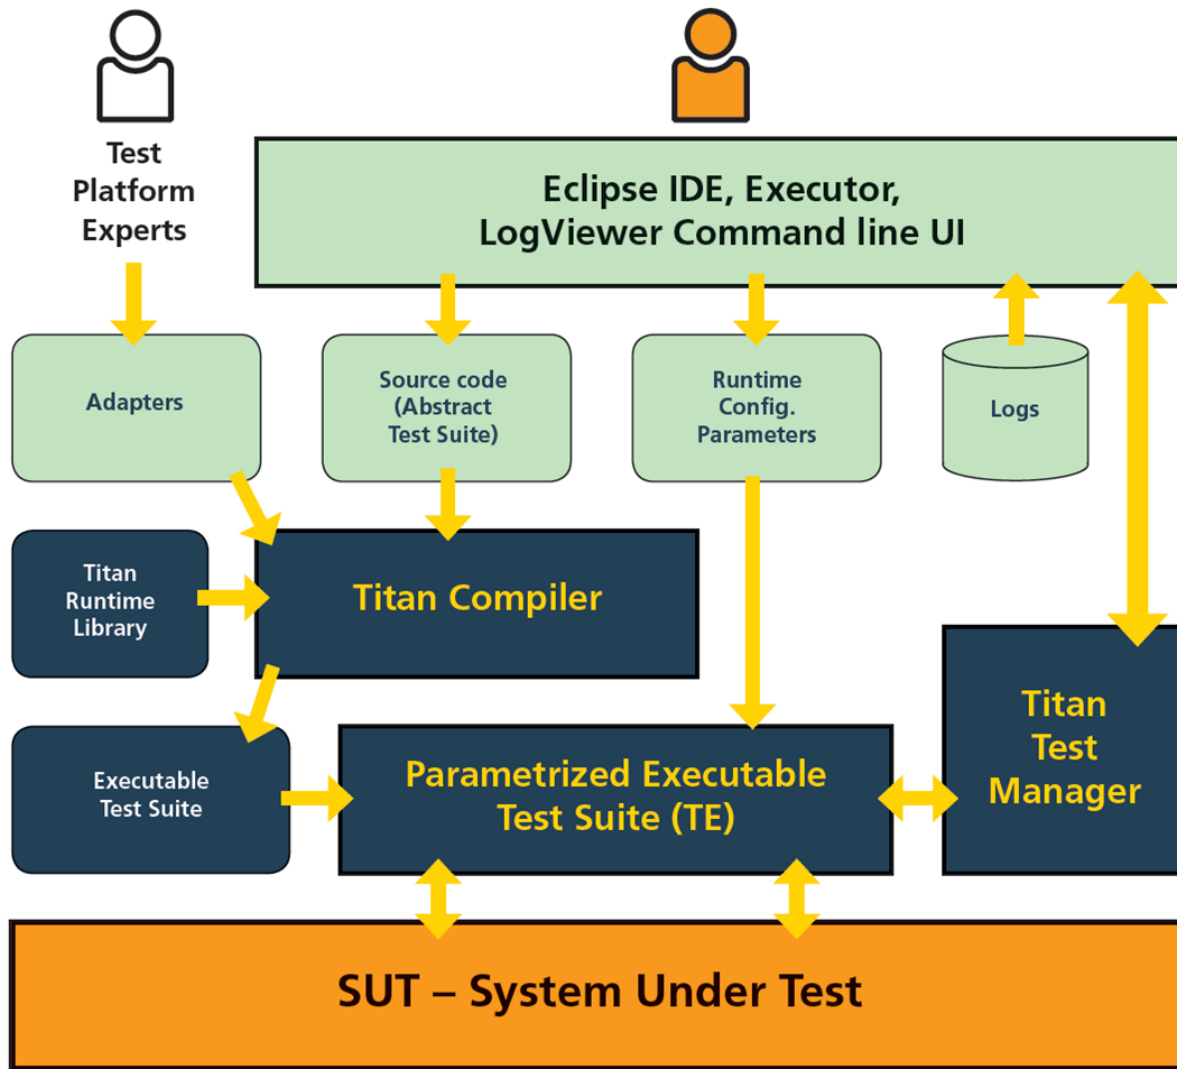 Test
Platform
Experts
Eclipse IDE, Executor,
LogViewer Command line UI
Adapters
Source code
(Abstract
Test Suite)
Runtime
Config.
Parameters
Logs
Titan
Runtime
Library
Titan Compiler
Titan
Test
Manager
Executable
Test Suite
Parametrized Executable
Test Suite (TE)
SUT – System Under Test